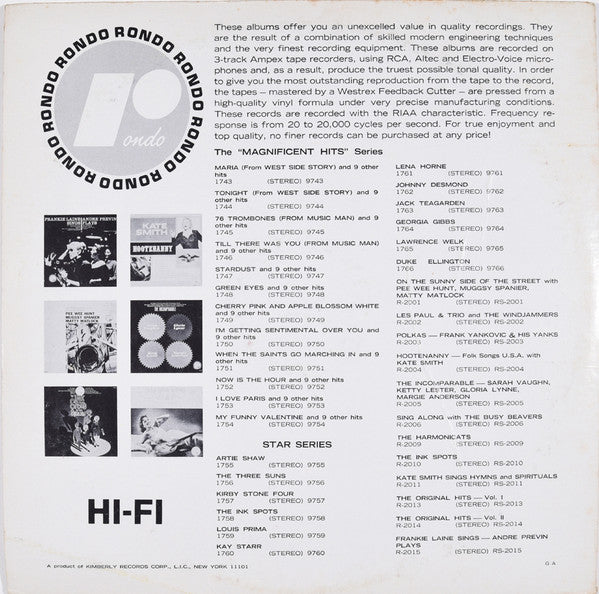 RONDO RONDO RONDO RONDO RONDO RONDO RONDO
rondo
These albums offer you an unexcelled value in quality recordings. They
are the result of a combination of skilled modern engineering techniques
and the very finest recording equipment. These albums are recorded on
3-track Ampex tape recorders, using RCA, Altec and Electro-Voice micro-
phones and, as a result, produce the truest possible tonal quality. In order
to give you the most outstanding reproduction from the tape to the record,
the tapes — mastered by a Westrex Feedback Cutter — are pressed from a
high-quality vinyl formula under very precise manufacturing conditions.
These records are recorded with the RIAA characteristic. Frequency re-
sponse is from 20 to 20,000 cycles per second. For true enjoyment and
top quality, no finer records can be purchased at any price!
The "MAGNIFICENT HITS" Series
MARIA (From WEST SIDE STORY) and 9 other
hits
1743 (STEREO) 9743
TONIGHT (From WEST SIDE STORY) and 9
other hits
1744 (STEREO) 9744
76 TROMBONES (FROM MUSIC MAN) and 9
other hits
1745 (STEREO) 9745
TILL THERE WAS YOU (FROM MUSIC MAN)
and 9 other hits
1746 (STEREO) 9746
STARDUST and 9 other hits
1747 (STEREO) 9747
GREEN EYES and 9 other hits
1748 (STEREO) 9748
CHERRY PINK AND APPLE BLOSSOM WHITE
and 9 other hits
1749 (STEREO) 9749
I'M GETTING SENTIMENTAL OVER YOU and
9 other hits
1750 (STEREO) 9750
WHEN THE SAINTS GO MARCHING IN and 9
other hits
1751 (STEREO) 9751
NOW IS THE HOUR and 9 other hits
1752 (STEREO) 9752
I LOVE PARIS and 9 other hits
1753 (STEREO) 9753
MY FUNNY VALENTINE and 9 other hits
1754 (STEREO) 9754
STAR SERIES
ARTIE SHAW
1755 (STEREO) 9755
THE THREE SUNS
1756 (STEREO) 9756
KIRBY STONE FOUR
1757 (STEREO) 9757
THE INK SPOTS
1758 (STEREO) 9758
LOUIS PRIMA
1759 (STEREO) 9759
KAY STARR
1760 (STEREO) 9760
LENA HORNE
1761 (STEREO) 9761
JOHNNY DESMOND
1762 (STEREO) 9762
JACK TEAGARDEN
1763 (STEREO) 9763
GEORGIA GIBBS
1764 (STEREO) 9764
LAWRENCE WELK
1765 (STEREO) 9765
DUKE ELLINGTON
1766 (STEREO) 9766
ON THE SUNNY SIDE OF THE STREET with
PEE WEE HUNT, MUGGSY SPANIER,
MATTY MATLOCK
R-2001 (STEREO) RS-2001
LES PAUL & TRIO and THE WINDJAMMERS
R-2002 (STEREO) RS-2002
POLKAS — FRANK YANKOVIC & HIS YANKS
R-2003 (STEREO) RS-2003
HOOTENANNY — Folk Songs U.S.A. with
KATE SMITH
R-2004 (STEREO) RS-2004
THE INCOMPARABLE — SARAH VAUGHN,
KETTY LESTER, GLORIA LYNNE,
MARGIE ANDERSON
R-2005 (STEREO) RS-2005
SING ALONG with THE BUSY BEAVERS
R-2006 (STEREO) RS-2006
THE HARMONICATS
R-2009 (STEREO) RS-2009
THE INK SPOTS
R-2010 (STEREO) RS-2010
KATE SMITH SINGS HYMNS and SPIRITUALS
R-2011 (STEREO) RS-2011
THE ORIGINAL HITS — Vol. I
R-2013 (STEREO) RS-2013
THE ORIGINAL HITS — Vol. II
R-2014 (STEREO) RS-2014
FRANKIE LAINE SINGS — ANDRE PREVIN
PLAYS
R-2015 (STEREO) RS-2015
FRANKIE LAINE ANDRE PREVIN
KATE
SMITH
HOOTENANNY
PEE WEE HUNT
MUGGSY SPANIER
MATTY MATLOCK
HI-FI
A product of KIMBERLY RECORDS CORP., L.I.C., NEW YORK 11101
G A